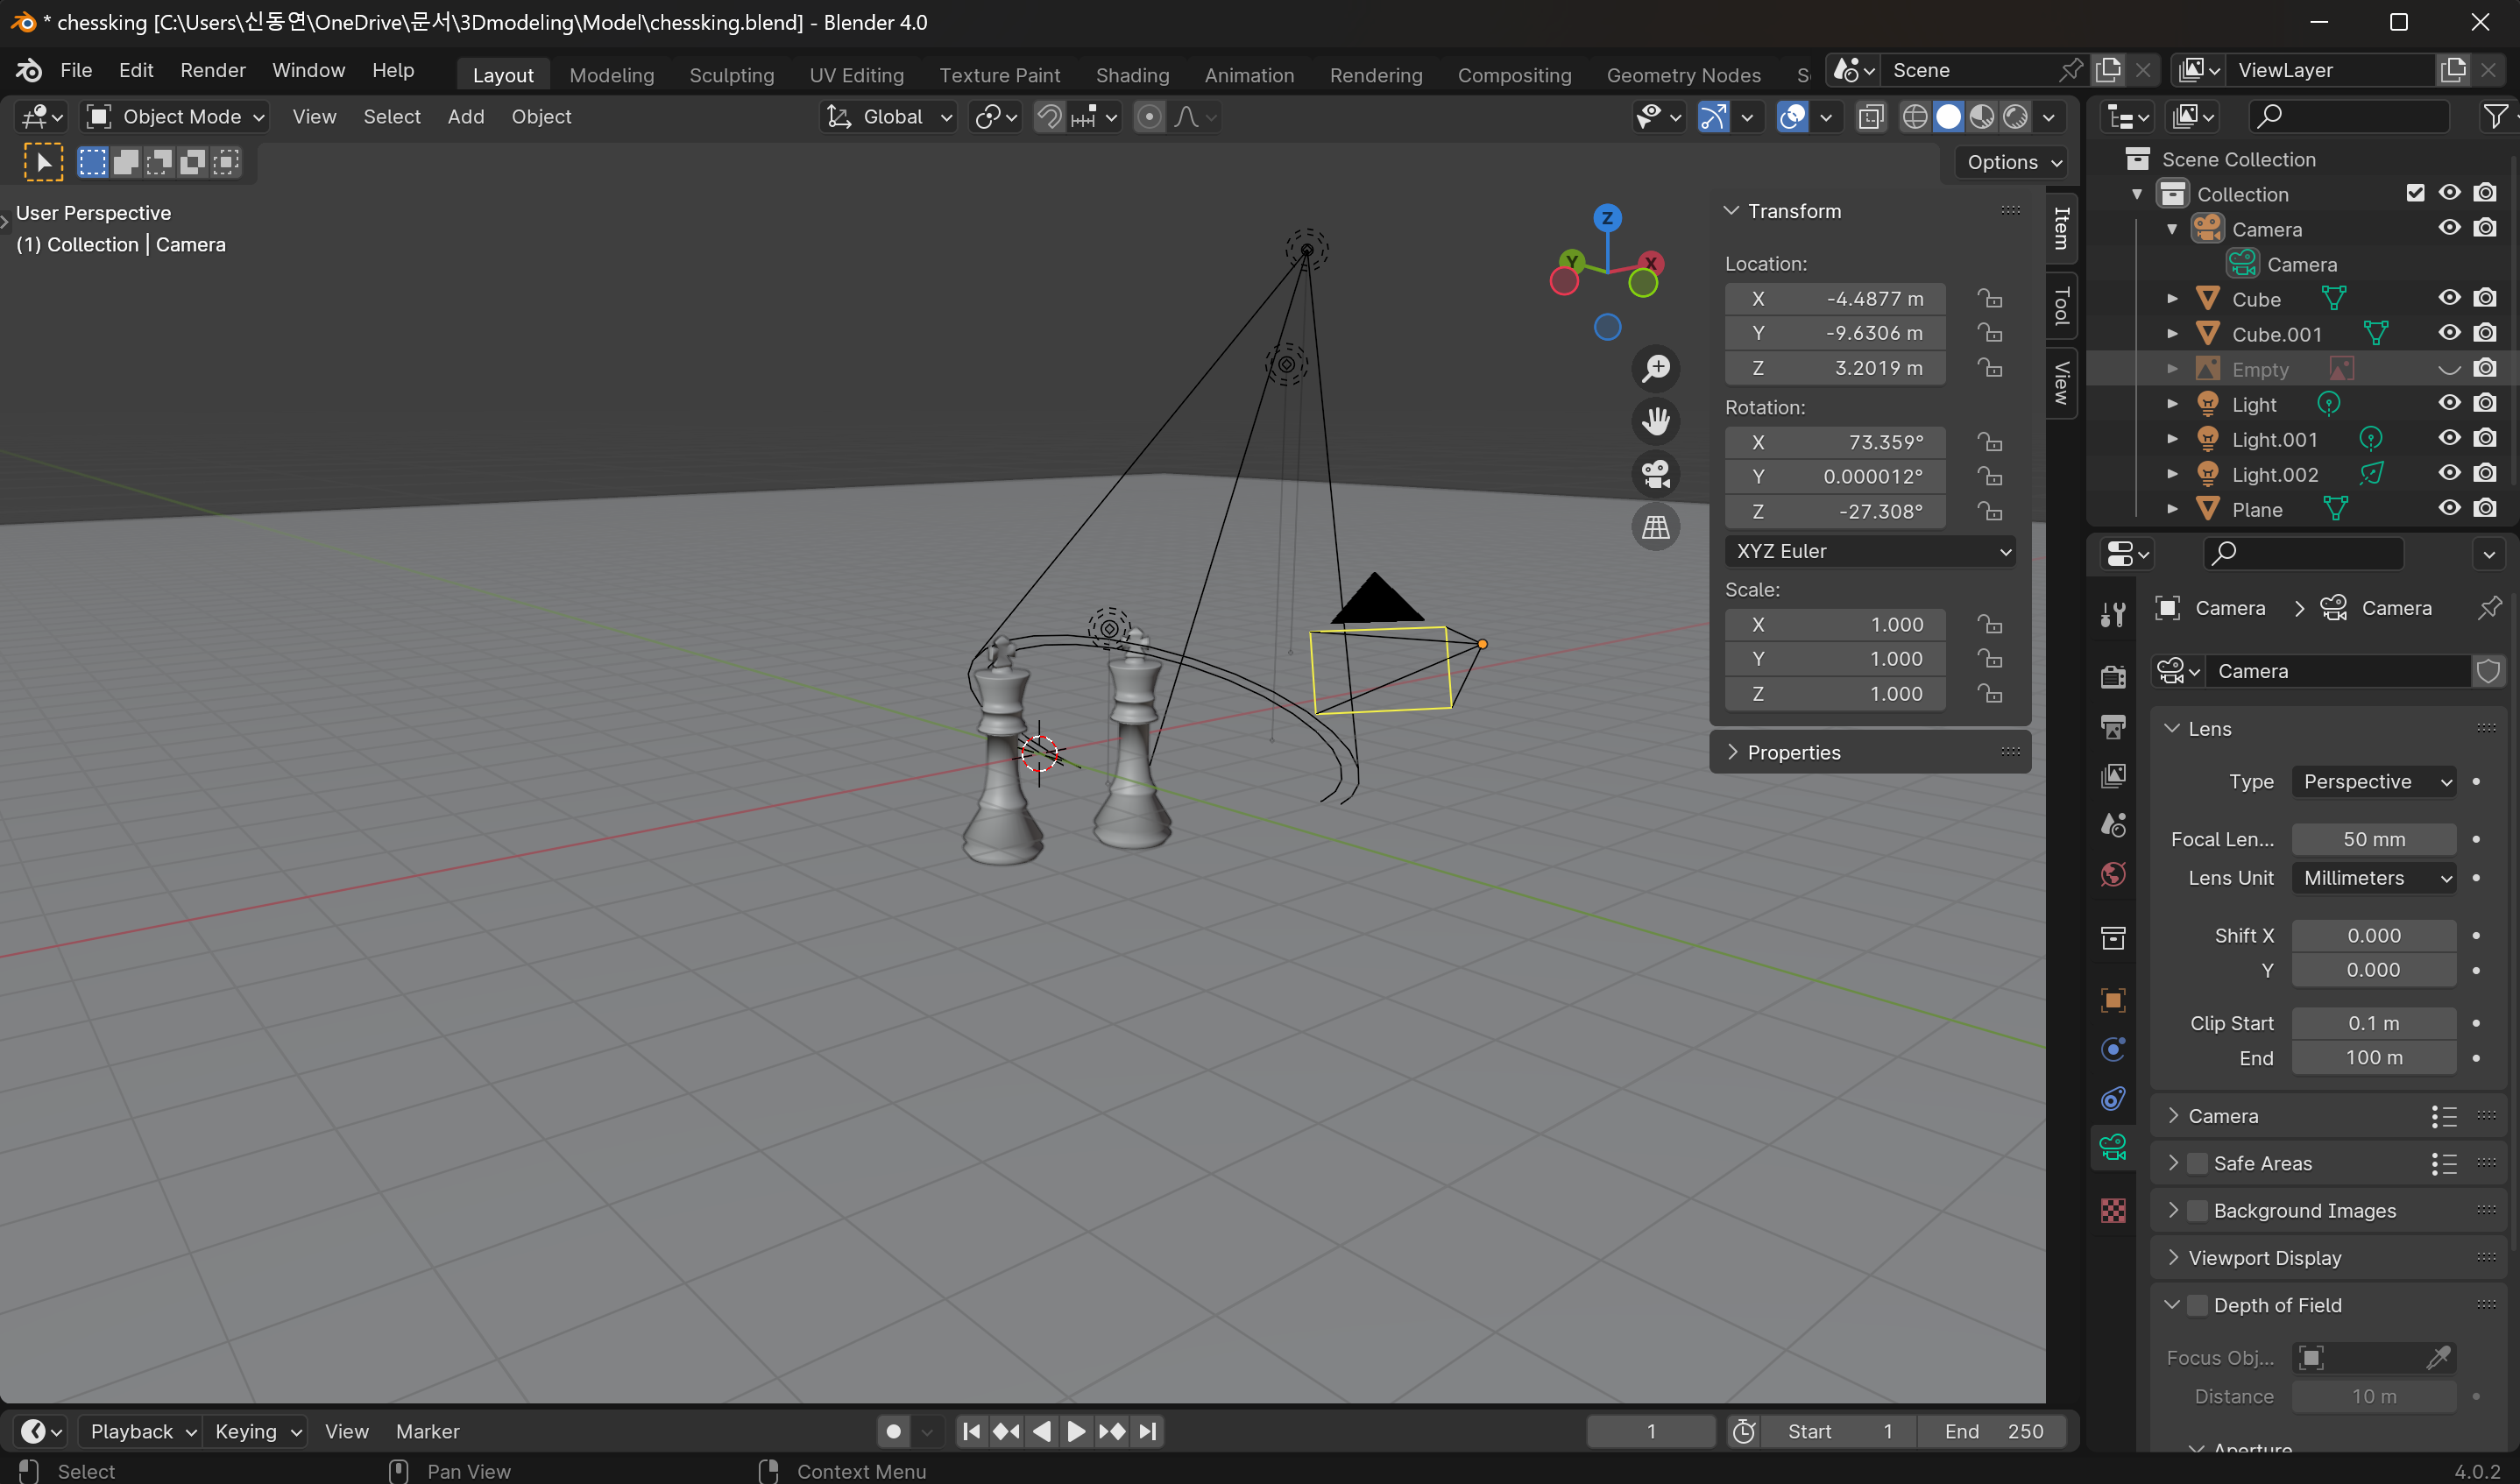 * chessking [C:\Users\신동연\OneDrive\문서\3Dmodeling\Model\chessking.blend] - Blender 4.0
File Edit Render Window Help Layout Modeling Sculpting UV Editing Texture Paint Shading Animation Rendering Compositing Geometry Nodes Scene ViewLayer
Object Mode View Select Add Object Global
Options
User Perspective
(1) Collection | Camera
Z
Y
X
Transform
Location:
X -4.4877 m
Y -9.6306 m
Z 3.2019 m
Rotation:
X 73.359°
Y 0.000012°
Z -27.308°
XYZ Euler
Scale:
X 1.000
Y 1.000
Z 1.000
Properties
Item
Tool
View
Scene Collection
Collection
Camera
Camera
Cube
Cube.001
Empty
Light
Light.001
Light.002
Plane
Camera > Camera
Camera
Lens
Type Perspective
Focal Len... 50 mm
Lens Unit Millimeters
Shift X 0.000
Y 0.000
Clip Start 0.1 m
End 100 m
Camera
Safe Areas
Background Images
Viewport Display
Depth of Field
Focus Obj...
Distance 10 m
Aperture
Playback Keying View Marker 1 Start 1 End 250
Select Pan View Context Menu 4.0.2